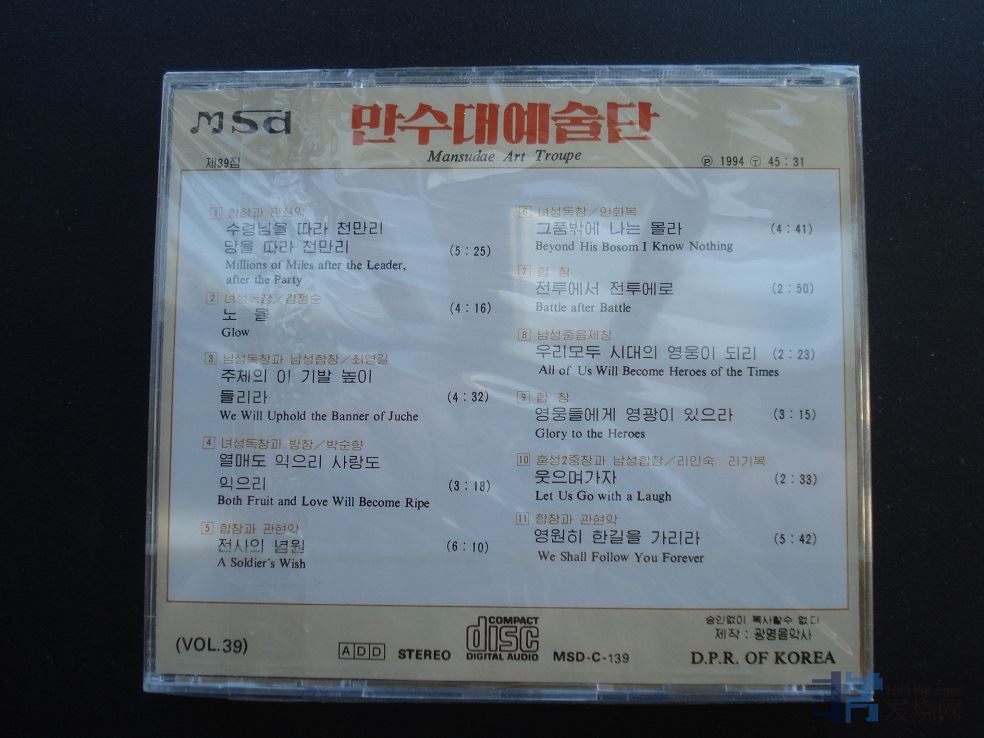 msd
만수대예술단
Mansudae Art Troupe
제39집
Ⓟ 1994 Ⓣ 45 : 31
1 합창과 관현악
수령님을 따라 천만리
당을 따라 천만리 (5 : 25)
Millions of Miles after the Leader,
after the Party
2 녀성독창/김정순
노 을 (4 : 16)
Glow
3 남성독창과 남성합창/최영길
주체의 이 기발 높이
들리라 (4 : 32)
We Will Uphold the Banner of Juche
4 녀성독창과 방창/박순향
열매도 익으리 사랑도
익으리 (3 : 18)
Both Fruit and Love Will Become Ripe
5 합창과 관현악
전사의 념원 (6 : 10)
A Soldier's Wish
6 녀성독창/안화복
그품밖에 나는 몰라 (4 : 41)
Beyond His Bosom I Know Nothing
7 합 창
전투에서 전투에로 (2 : 50)
Battle after Battle
8 남성중음제창
우리모두 시대의 영웅이 되리 (2 : 23)
All of Us Will Become Heroes of the Times
9 합 창
영웅들에게 영광이 있으라 (3 : 15)
Glory to the Heroes
10 혼성2중창과 남성합창/리인숙 리기복
웃으며가자 (2 : 33)
Let Us Go with a Laugh
11 합창과 관현악
영원히 한길을 가리라 (5 : 42)
We Shall Follow You Forever
(VOL.39)
ADD STEREO
COMPACT
disc
DIGITAL AUDIO
MSD-C-139
승인없이 복사할수 없다
제작 : 광명음악사
D.P.R. OF KOREA
HIFI168.com
发烧网